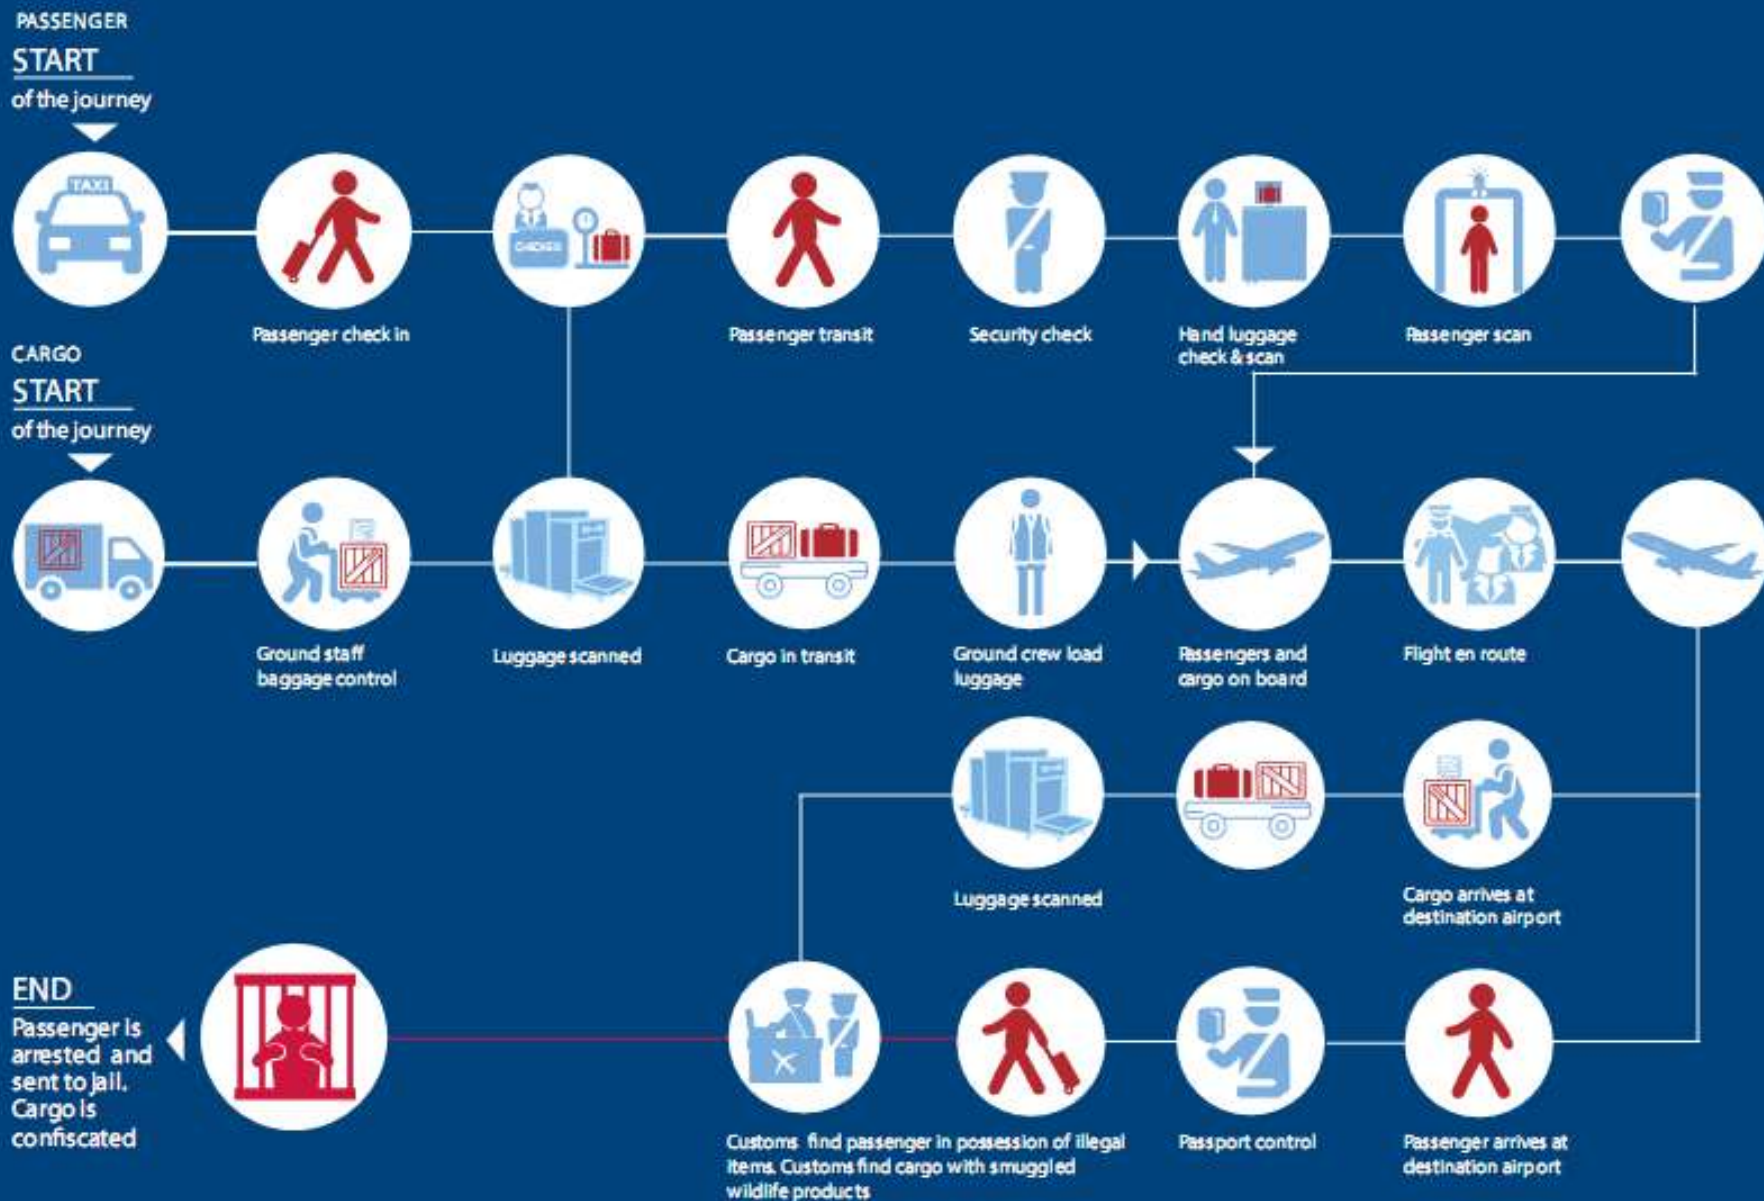 PASSENGER
START
of the journey
TAXI
Passenger check in
Passenger transit
Security check
Hand luggage
check & scan
Passenger scan
CARGO
START
of the journey
Ground staff
baggage control
Luggage scanned
Cargo in transit
Ground crew load
luggage
Passengers and
cargo on board
Flight en route
Luggage scanned
Cargo arrives at
destination airport
END
Passenger is
arrested and
sent to jail.
Cargo is
confiscated
Customs find passenger in possession of illegal
items. Customs find cargo with smuggled
wildlife products
Passport control
Passenger arrives at
destination airport